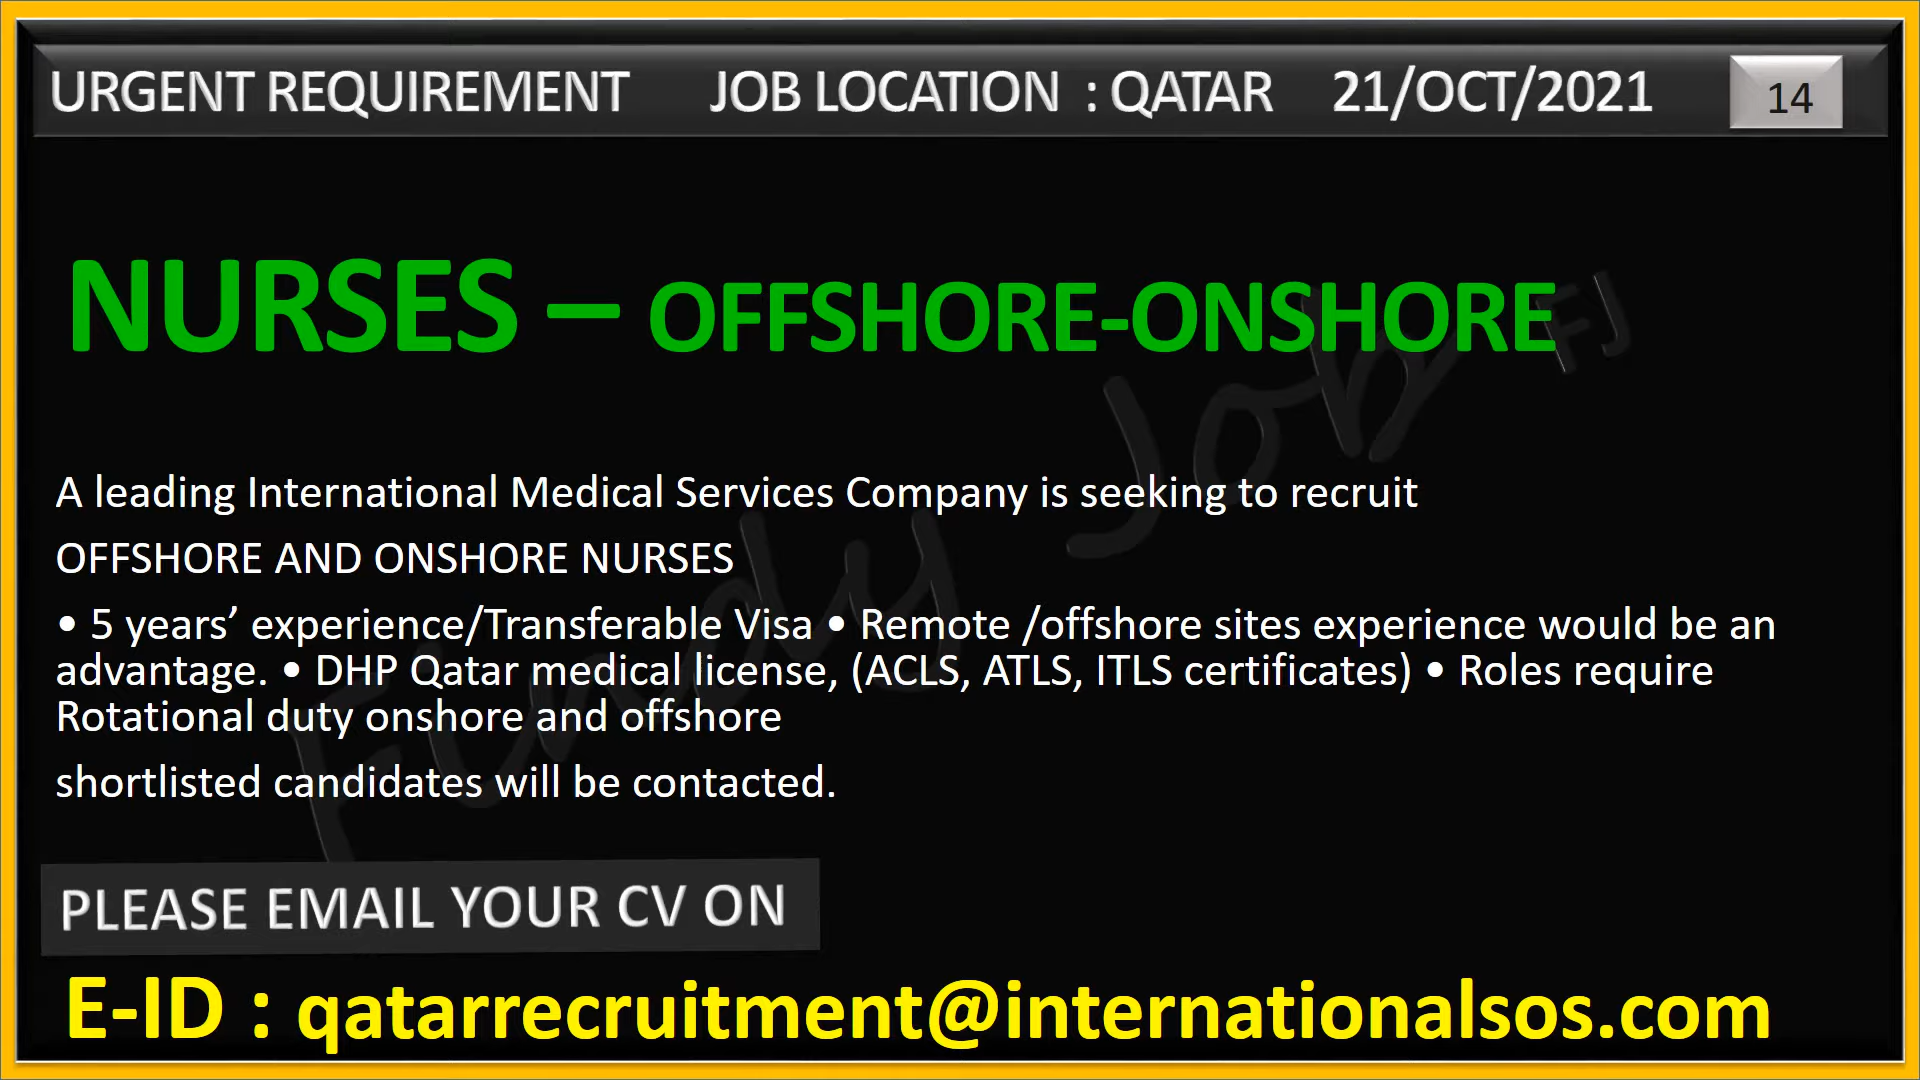 URGENT REQUIREMENT JOB LOCATION : QATAR 21/OCT/2021 14
NURSES – OFFSHORE-ONSHORE
A leading International Medical Services Company is seeking to recruit
OFFSHORE AND ONSHORE NURSES
• 5 years’ experience/Transferable Visa • Remote /offshore sites experience would be an
advantage. • DHP Qatar medical license, (ACLS, ATLS, ITLS certificates) • Roles require
Rotational duty onshore and offshore
shortlisted candidates will be contacted.
PLEASE EMAIL YOUR CV ON
E-ID : qatarrecruitment@internationalsos.com
Findy Job FJ